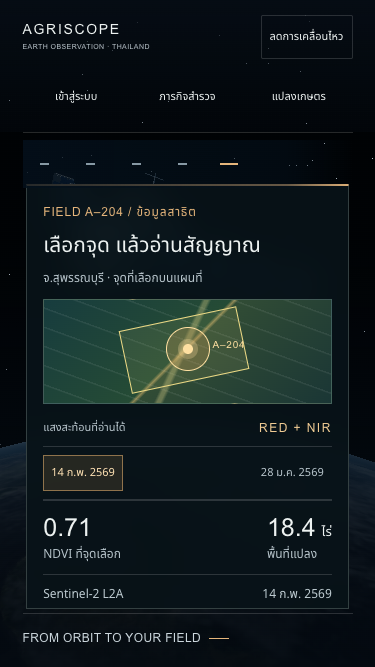 AGRISCOPE
EARTH OBSERVATION · THAILAND
ลดการเคลื่อนไหว
เข้าสู่ระบบ
ภารกิจสำรวจ
แปลงเกษตร
FIELD A–204 / ข้อมูลสาธิต
เลือกจุด แล้วอ่านสัญญาณ
จ.สุพรรณบุรี · จุดที่เลือกบนแผนที่
A–204
แสงสะท้อนที่อ่านได้
RED + NIR
14 ก.พ. 2569
28 ม.ค. 2569
0.71
18.4 ไร่
NDVI ที่จุดเลือก
พื้นที่แปลง
Sentinel-2 L2A
14 ก.พ. 2569
FROM ORBIT TO YOUR FIELD